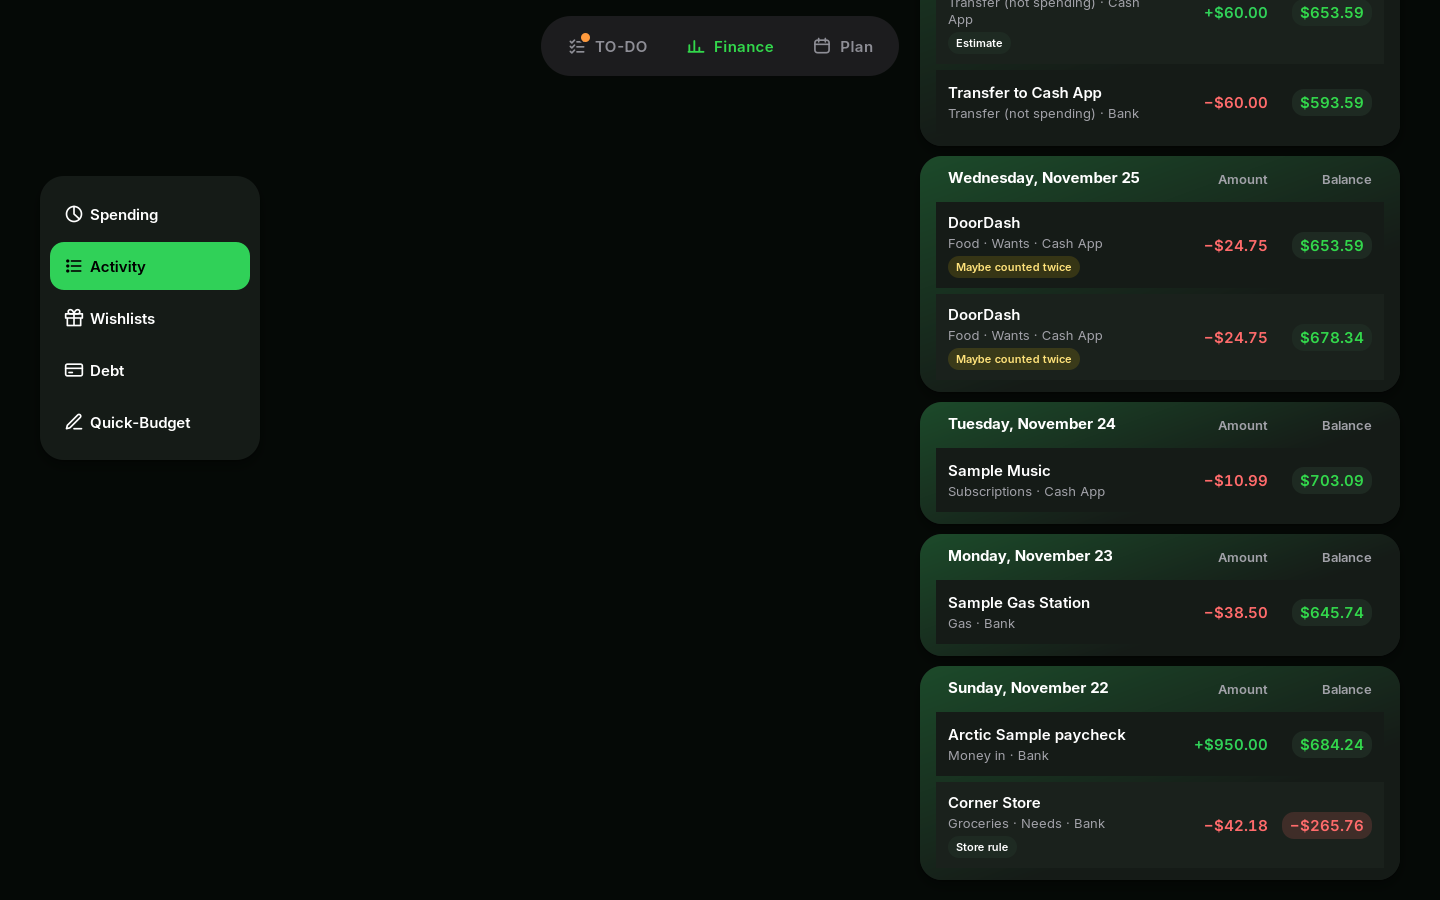 TO-DO
Finance
Plan
Spending
Activity
Wishlists
Debt
Quick-Budget
Transfer (not spending) · Cash
App
+$60.00
$653.59
Estimate
Transfer to Cash App
Transfer (not spending) · Bank
−$60.00
$593.59
Wednesday, November 25
Amount
Balance
DoorDash
Food · Wants · Cash App
Maybe counted twice
−$24.75
$653.59
DoorDash
Food · Wants · Cash App
Maybe counted twice
−$24.75
$678.34
Tuesday, November 24
Amount
Balance
Sample Music
Subscriptions · Cash App
−$10.99
$703.09
Monday, November 23
Amount
Balance
Sample Gas Station
Gas · Bank
−$38.50
$645.74
Sunday, November 22
Amount
Balance
Arctic Sample paycheck
Money in · Bank
+$950.00
$684.24
Corner Store
Groceries · Needs · Bank
Store rule
−$42.18
−$265.76